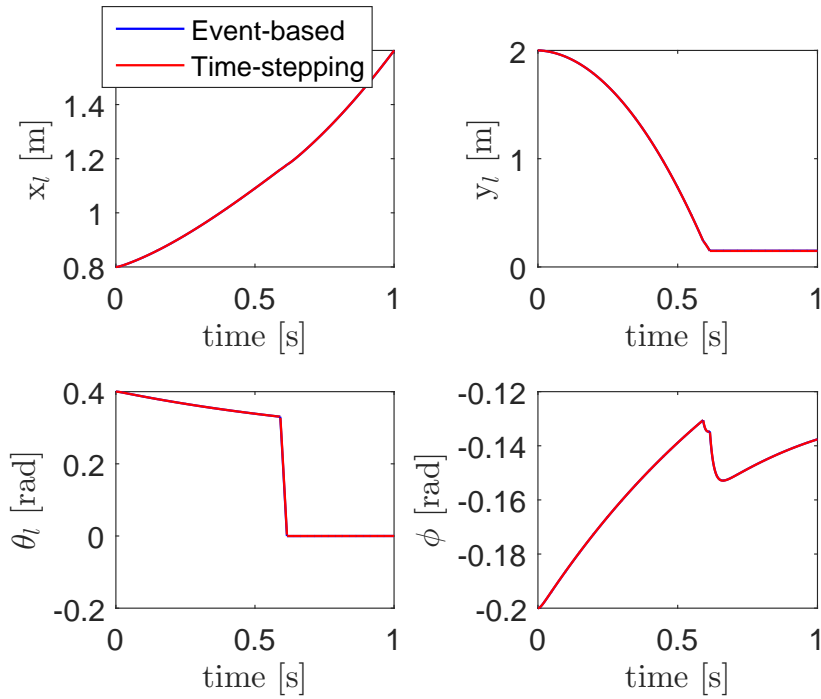 Event-based
Time-stepping
1.4
1.2
1
0.8
x_l [m]
0
0.5
1
time [s]
2
1
0
y_l [m]
0
0.5
1
time [s]
0.4
0.2
0
-0.2
θ_l [rad]
0
0.5
1
time [s]
-0.12
-0.14
-0.16
-0.18
-0.2
ϕ [rad]
0
0.5
1
time [s]